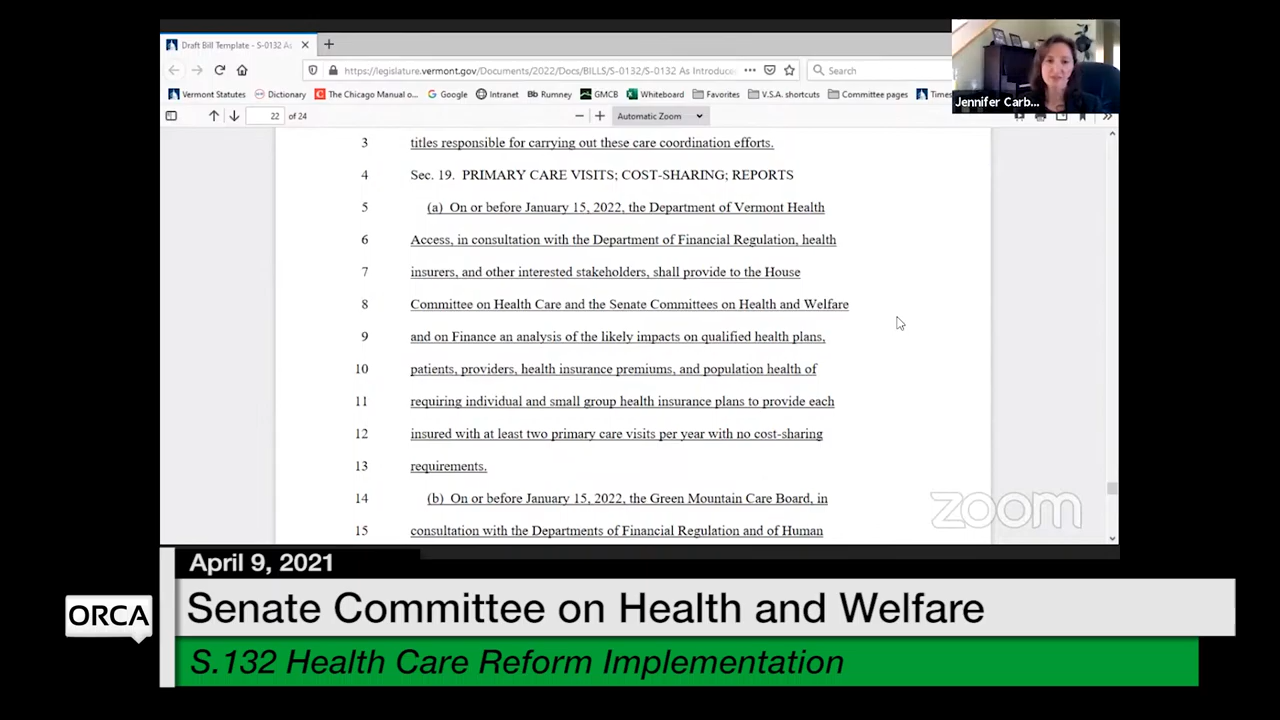 Draft Bill Template - S-0132 As
https://legislature.vermont.gov/Documents/2022/Docs/BILLS/S-0132/S-0132 As Introduce
Search
Vermont Statutes
Dictionary
The Chicago Manual o...
Google
Intranet
Bb Rumney
GMCB
Whiteboard
Favorites
V.S.A. shortcuts
Committee pages
Times
Jennifer Carb...
22 of 24
Automatic Zoom
3 titles responsible for carrying out these care coordination efforts.
4 Sec. 19. PRIMARY CARE VISITS; COST-SHARING; REPORTS
5 (a) On or before January 15, 2022, the Department of Vermont Health
6 Access, in consultation with the Department of Financial Regulation, health
7 insurers, and other interested stakeholders, shall provide to the House
8 Committee on Health Care and the Senate Committees on Health and Welfare
9 and on Finance an analysis of the likely impacts on qualified health plans,
10 patients, providers, health insurance premiums, and population health of
11 requiring individual and small group health insurance plans to provide each
12 insured with at least two primary care visits per year with no cost-sharing
13 requirements.
14 (b) On or before January 15, 2022, the Green Mountain Care Board, in
15 consultation with the Departments of Financial Regulation and of Human
zoom
April 9, 2021
ORCA
Senate Committee on Health and Welfare
S.132 Health Care Reform Implementation